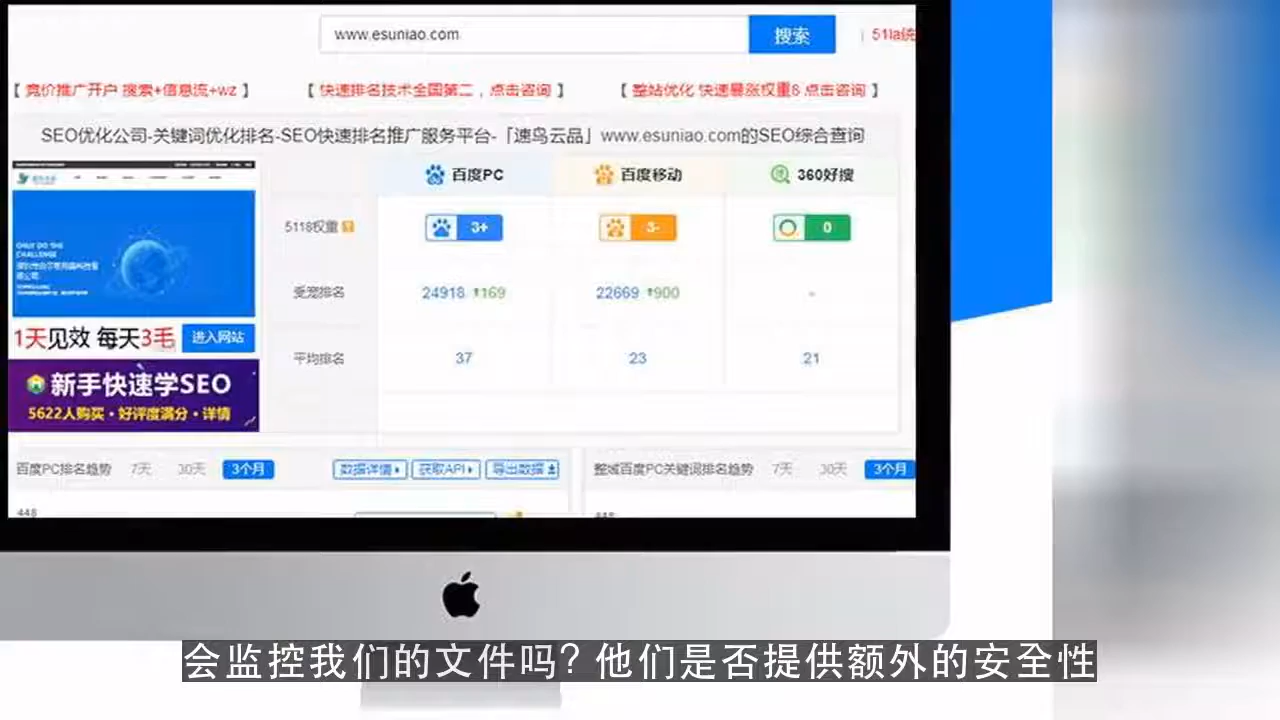 www.esuniao.com 搜索 51la统
【 竞价推广开户 搜索+信息流+wz 】 【 快速排名技术全国第二，点击咨询 】 【 整站优化 快速暴涨权重8 点击咨询 】
SEO优化公司-关键词优化排名-SEO快速排名推广服务平台-「速鸟云品」www.esuniao.com的SEO综合查询
百度PC 百度移动 360好搜
ONLY DO THE
CHALLENGE
5118权重 3+ 3- 0
受宠排名 24918 169 22669 900 -
平均排名 37 23 21
1天见效 每天3毛 进入网站
新手快速学SEO
5622人购买·好评度满分·详情
百度PC排名趋势 7天 30天 3个月 数据详情 获取API 导出数据 整域百度PC关键词排名趋势 7天 30天 3个月
448
会监控我们的文件吗？他们是否提供额外的安全性